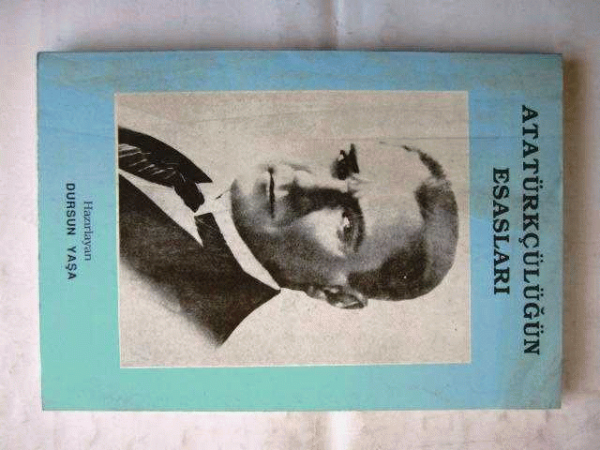 ATATÜRKÇÜLÜĞÜN
ESASLARI
Hazırlayan
DURSUN YAŞA